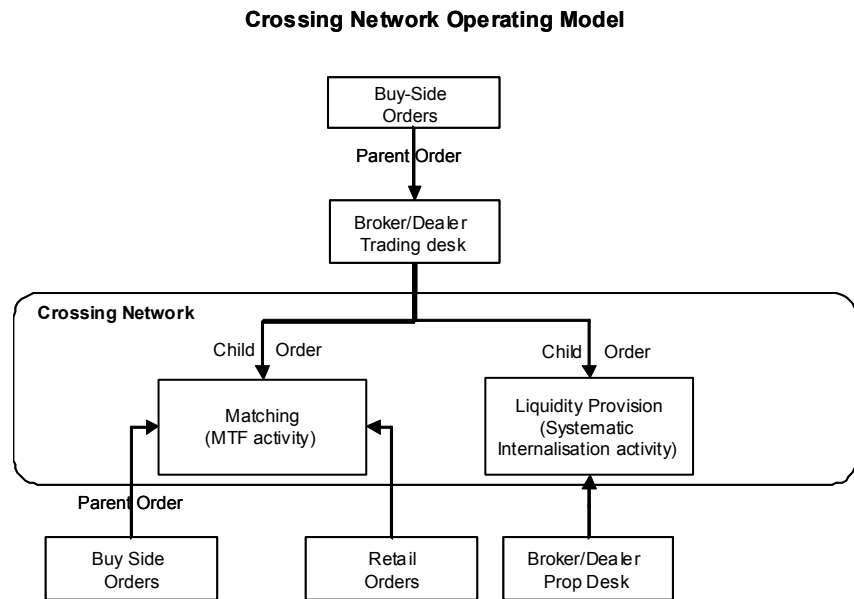 Crossing Network Operating Model
Buy-Side
Orders
Parent Order
Broker/Dealer
Trading desk
Crossing Network
Child Order
Child Order
Matching
(MTF activity)
Liquidity Provision
(Systematic
Internalisation activity)
Parent Order
Buy Side
Orders
Retail
Orders
Broker/Dealer
Prop Desk